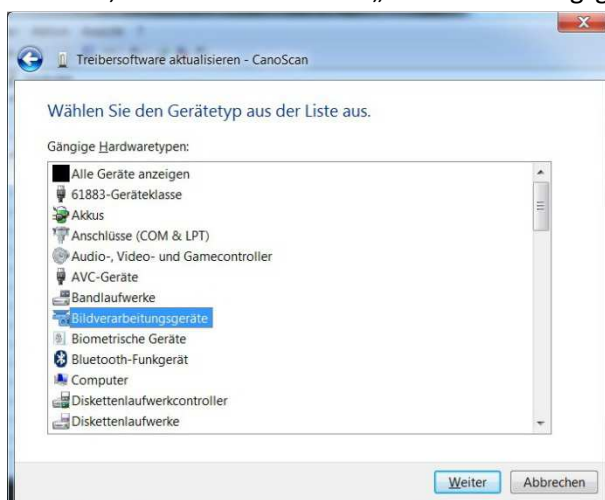 Treibersoftware aktualisieren - CanoScan
Wählen Sie den Gerätetyp aus der Liste aus.
Gängige Hardwaretypen:
Alle Geräte anzeigen
61883-Geräteklasse
Akkus
Anschlüsse (COM & LPT)
Audio-, Video- und Gamecontroller
AVC-Geräte
Bandlaufwerke
Bildverarbeitungsgeräte
Biometrische Geräte
Bluetooth-Funkgerät
Computer
Diskettenlaufwerkcontroller
Diskettenlaufwerke
Weiter Abbrechen